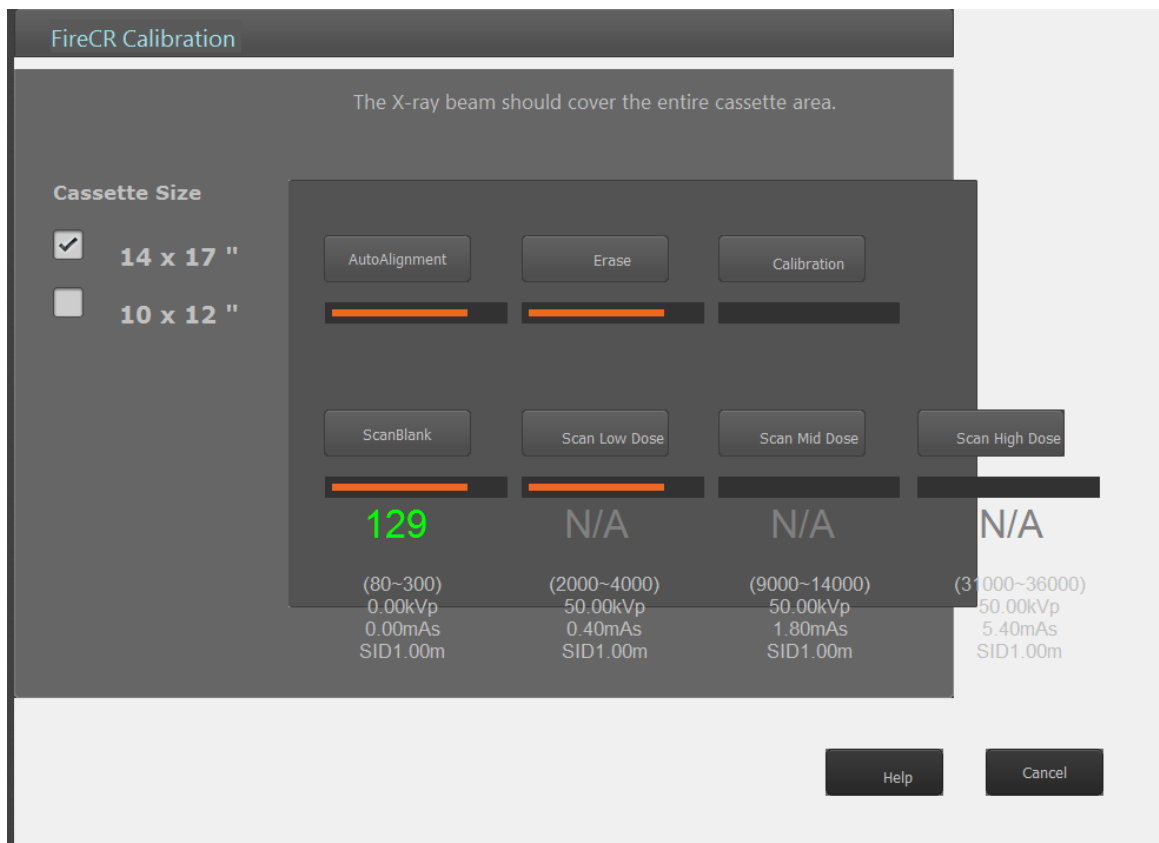 FireCR Calibration
The X-ray beam should cover the entire cassette area.
Cassette Size
14 x 17 "
10 x 12 "
AutoAlignment
Erase
Calibration
ScanBlank
Scan Low Dose
Scan Mid Dose
Scan High Dose
129
N/A
N/A
N/A
(80~300)
(2000~4000)
(9000~14000)
(31000~36000)
0.00kVp
50.00kVp
50.00kVp
50.00kVp
0.00mAs
0.40mAs
1.80mAs
5.40mAs
SID1.00m
SID1.00m
SID1.00m
SID1.00m
Help
Cancel